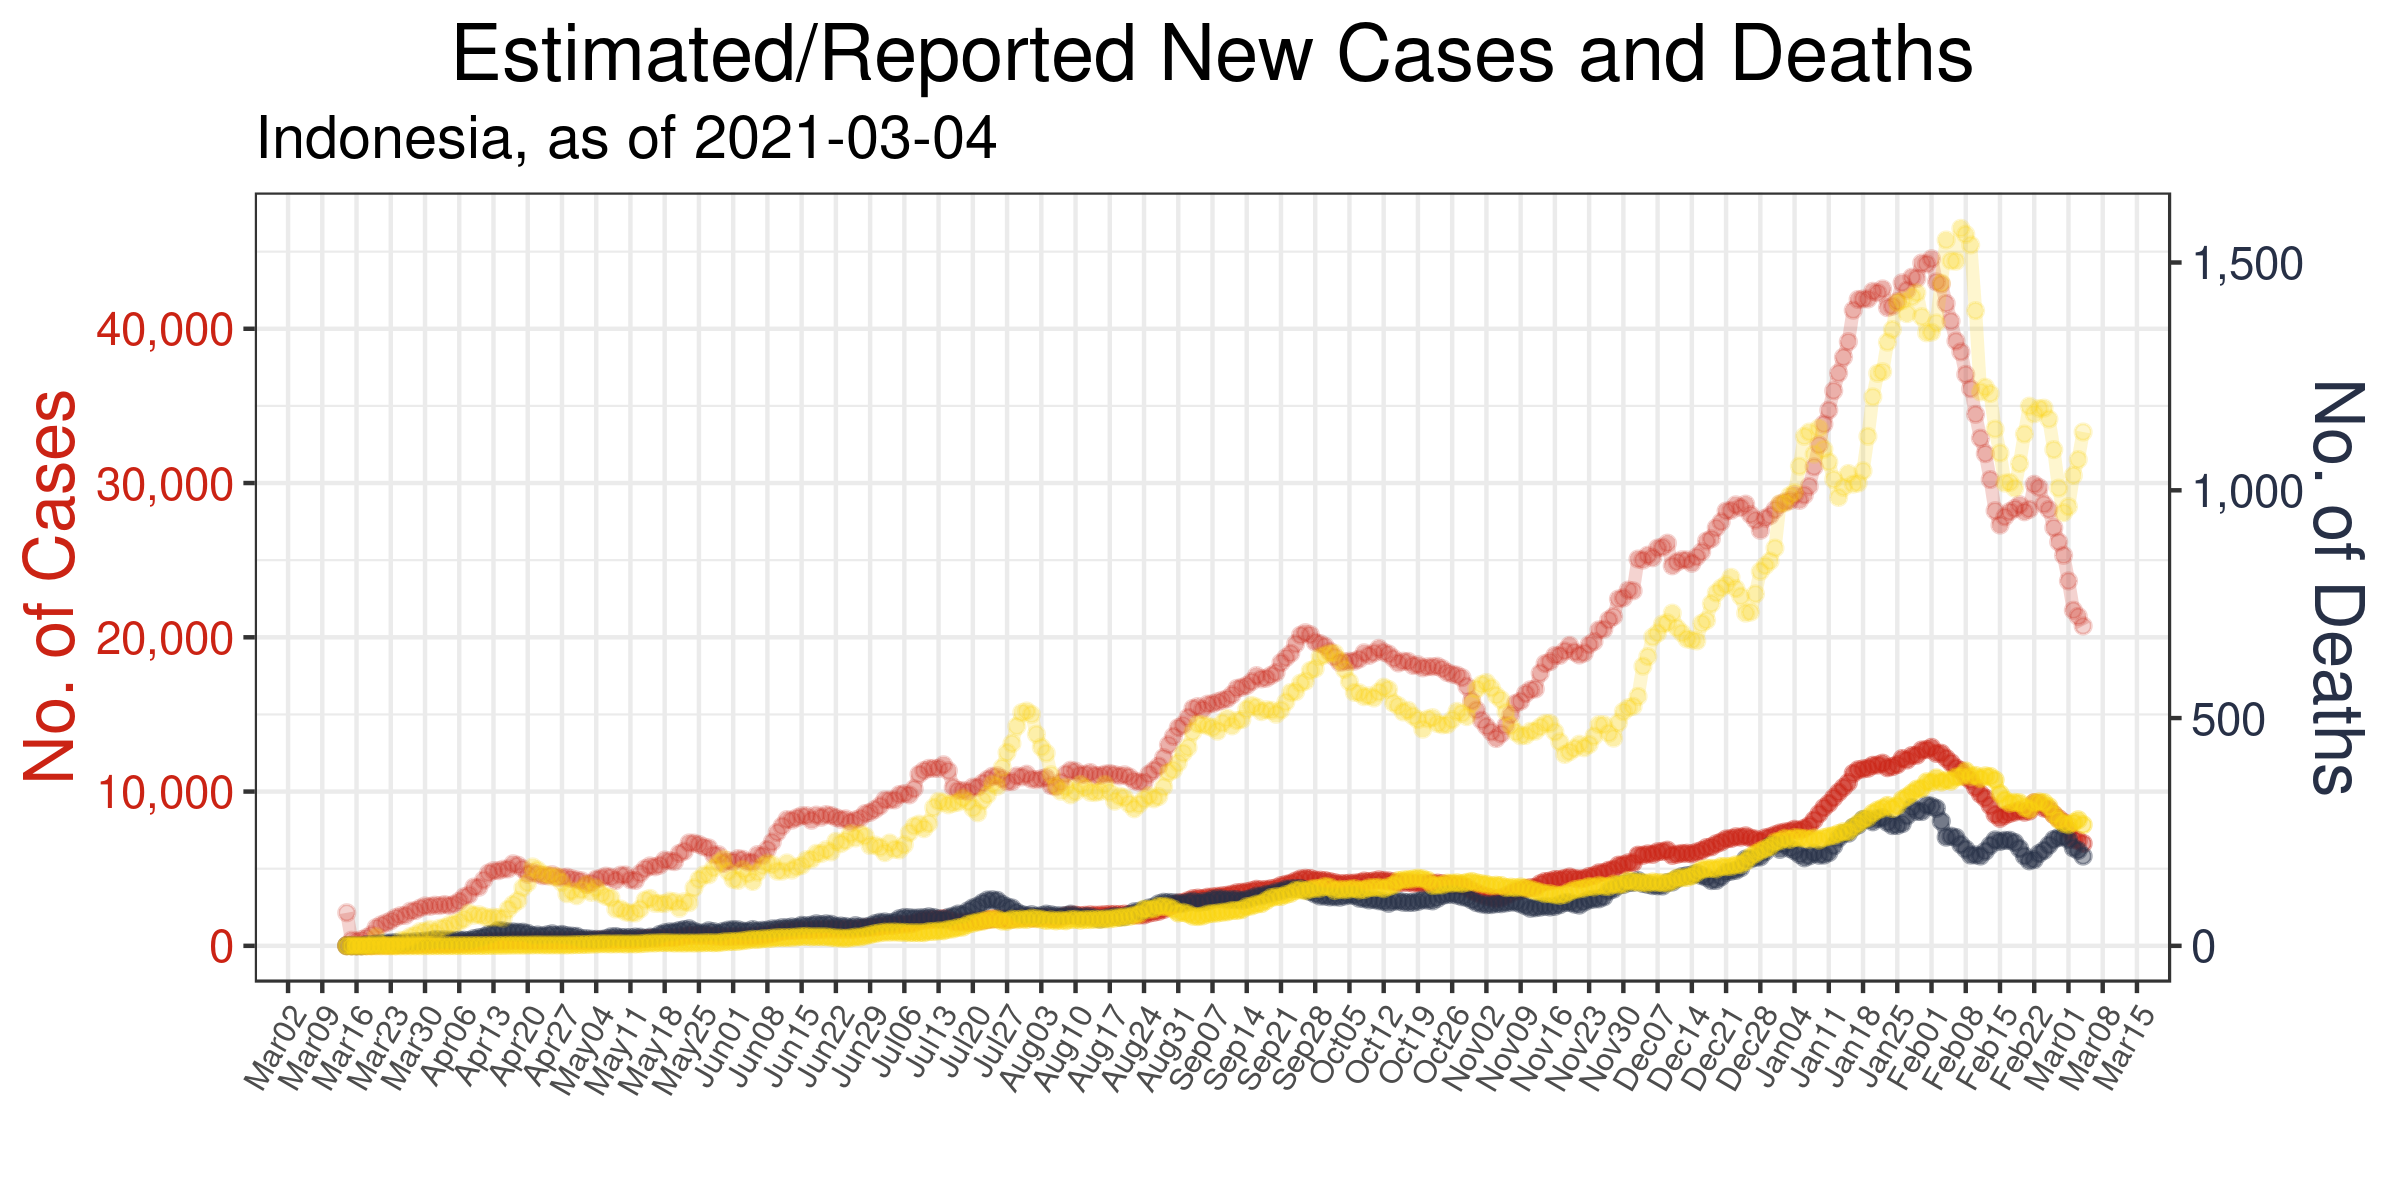 Estimated/Reported New Cases and Deaths
Indonesia, as of 2021-03-04
No. of Cases
40,000
30,000
20,000
10,000
0
1,500
1,000
500
0
No. of Deaths
Mar02
Mar09
Mar16
Mar23
Mar30
Apr06
Apr13
Apr20
Apr27
May04
May11
May18
May25
Jun01
Jun08
Jun15
Jun22
Jun29
Jul06
Jul13
Jul20
Jul27
Aug03
Aug10
Aug17
Aug24
Aug31
Sep07
Sep14
Sep21
Sep28
Oct05
Oct12
Oct19
Oct26
Nov02
Nov09
Nov16
Nov23
Nov30
Dec07
Dec14
Dec21
Dec28
Jan04
Jan11
Jan18
Jan25
Feb01
Feb08
Feb15
Feb22
Mar01
Mar08
Mar15